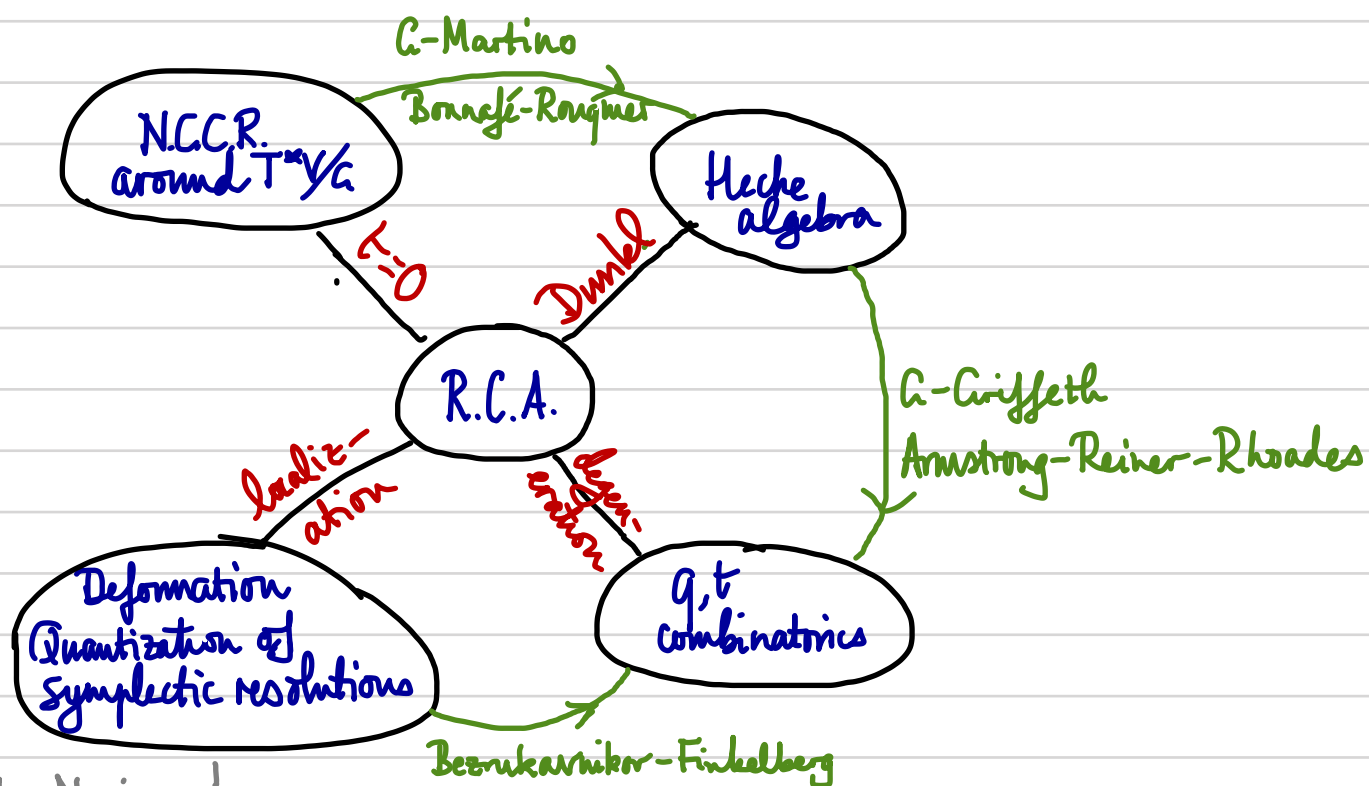 G-Martino
Bonnafé-Rouquier
N.C.C.R.
around T*V/G
Hecke
algebra
T=0
Dunkl
R.C.A.
G-Griffeth
Armstrong-Reiner-Rhoades
localiz-
ation
degen-
eration
Deformation
Quantization of
symplectic resolutions
q,t
combinatorics
Bezrukavnikov-Finkelberg